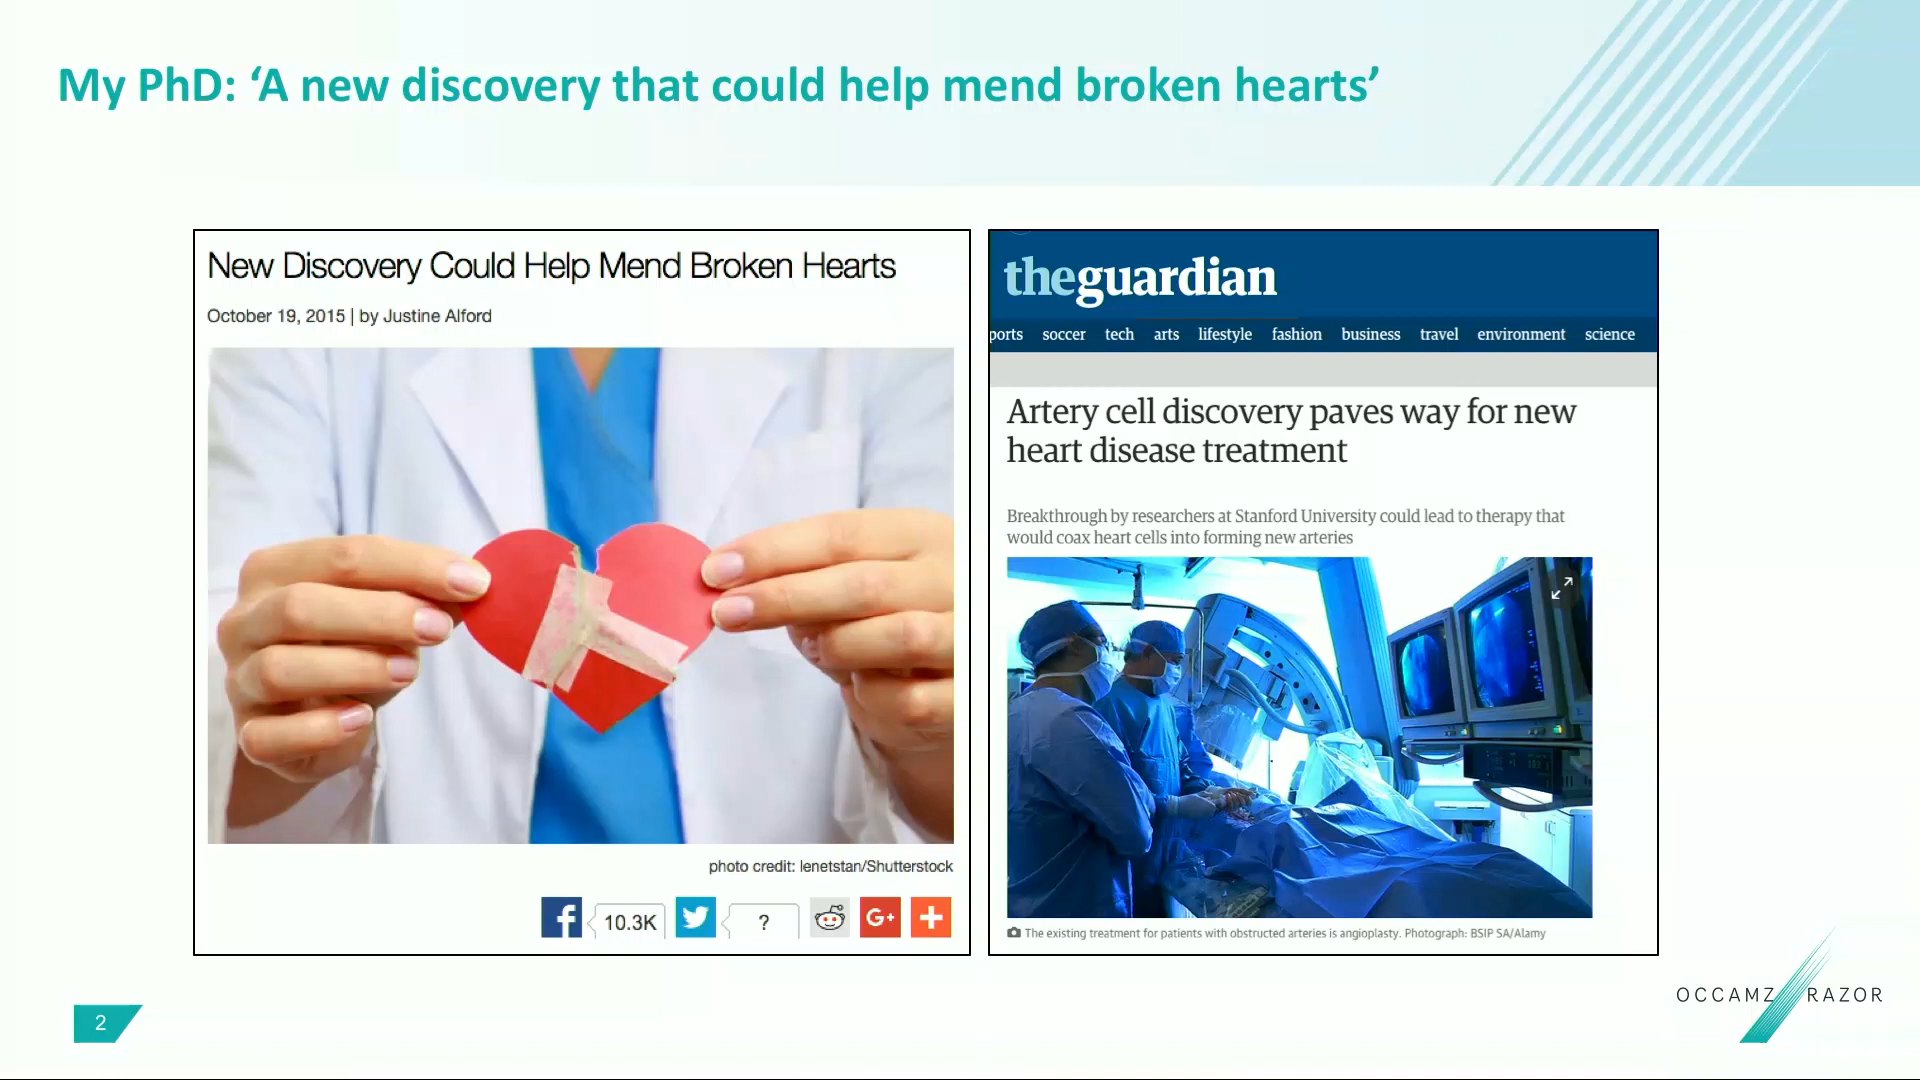 My PhD: ‘A new discovery that could help mend broken hearts’
New Discovery Could Help Mend Broken Hearts
October 19, 2015 | by Justine Alford
photo credit: lenetstan/Shutterstock
f 10.3K ? G+ +
theguardian
ports soccer tech arts lifestyle fashion business travel environment science
Artery cell discovery paves way for new
heart disease treatment
Breakthrough by researchers at Stanford University could lead to therapy that
would coax heart cells into forming new arteries
The existing treatment for patients with obstructed arteries is angioplasty. Photograph: BSIP SA/Alamy
2
OCCAMZ RAZOR